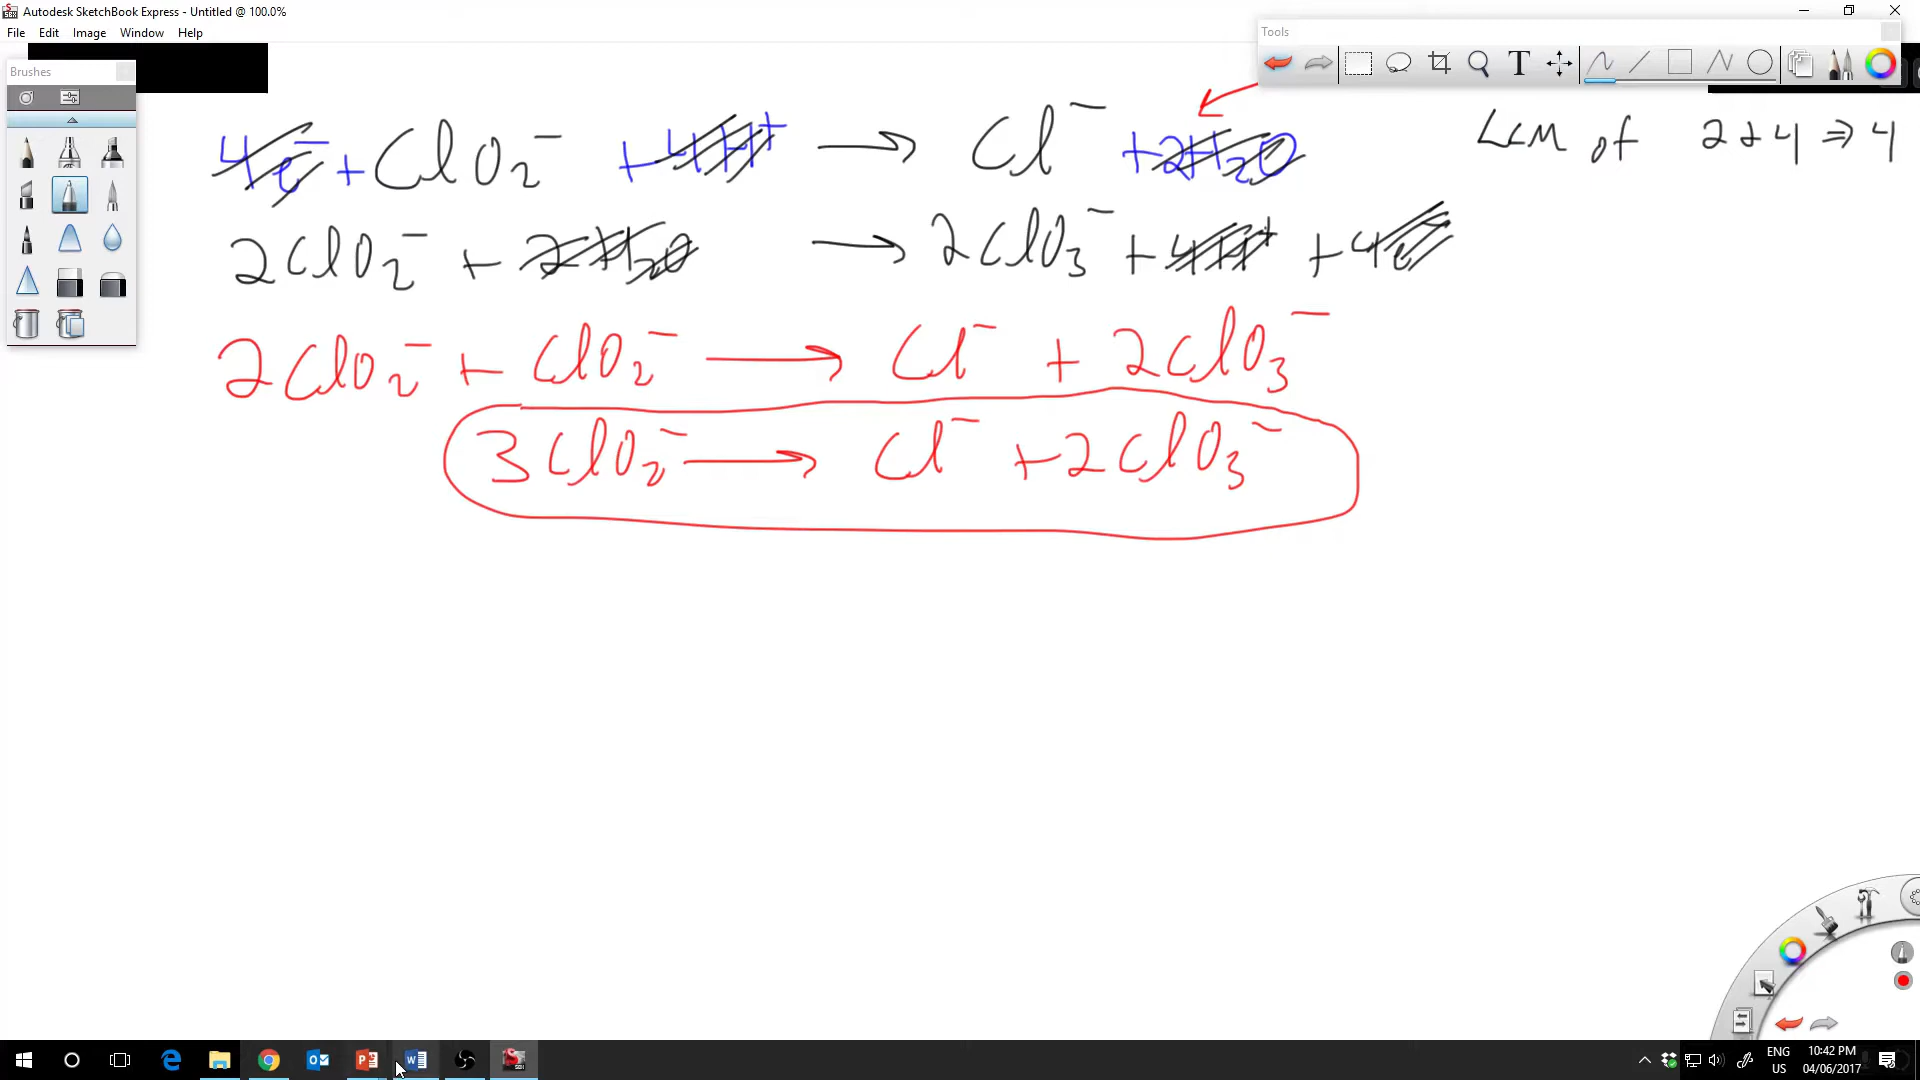 Autodesk SketchBook Express - Untitled @ 100.0%
File Edit Image Window Help
Tools
Brushes
T
4e⁻ + ClO₂⁻ + 4H⁺ → Cl⁻ + 2H₂O
LCM of 2 & 4 ⇒ 4
2ClO₂⁻ + 2H₂O → 2ClO₃⁻ + 4H⁺ + 4e⁻
2ClO₂⁻ + ClO₂⁻ → Cl⁻ + 2ClO₃⁻
3ClO₂⁻ → Cl⁻ + 2ClO₃⁻
ENG
US
10:42 PM
04/06/2017